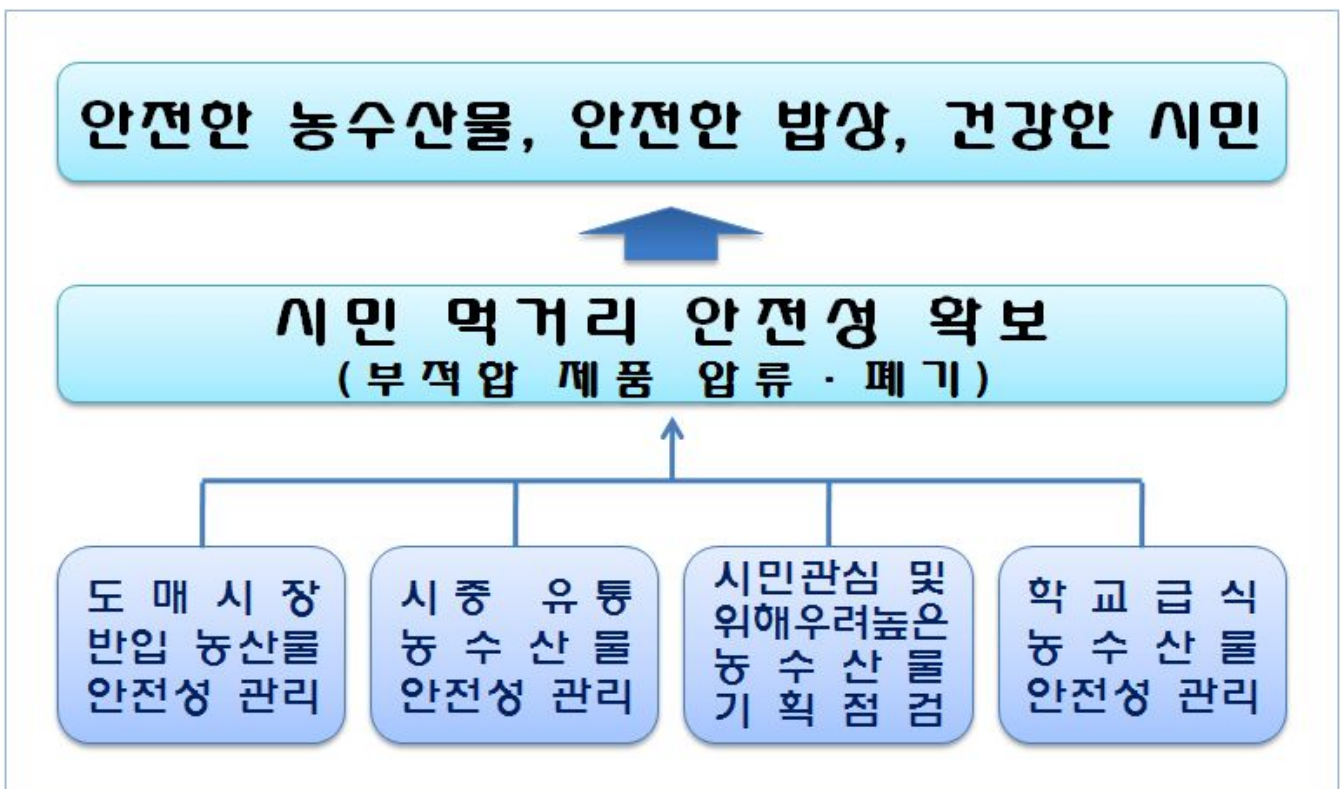 안전한 농수산물, 안전한 밥상, 건강한 시민
시민 먹거리 안전성 확보
(부적합 제품 압류 · 폐기)
도매시장
반입 농산물
안전성 관리
시중 유통
농수산물
안전성 관리
시민관심 및
위해우려높은
농수산물
기획점검
학교급식
농수산물
안전성 관리